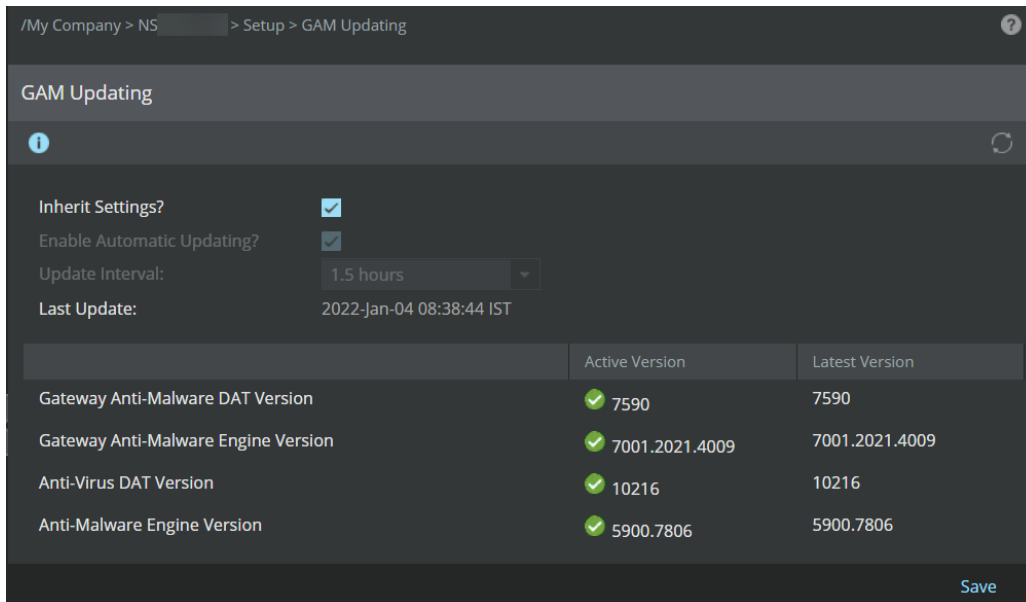 /My Company > NS > Setup > GAM Updating
GAM Updating
Inherit Settings?
Enable Automatic Updating?
Update Interval: 1.5 hours
Last Update: 2022-Jan-04 08:38:44 IST
Active Version Latest Version
Gateway Anti-Malware DAT Version 7590 7590
Gateway Anti-Malware Engine Version 7001.2021.4009 7001.2021.4009
Anti-Virus DAT Version 10216 10216
Anti-Malware Engine Version 5900.7806 5900.7806
Save